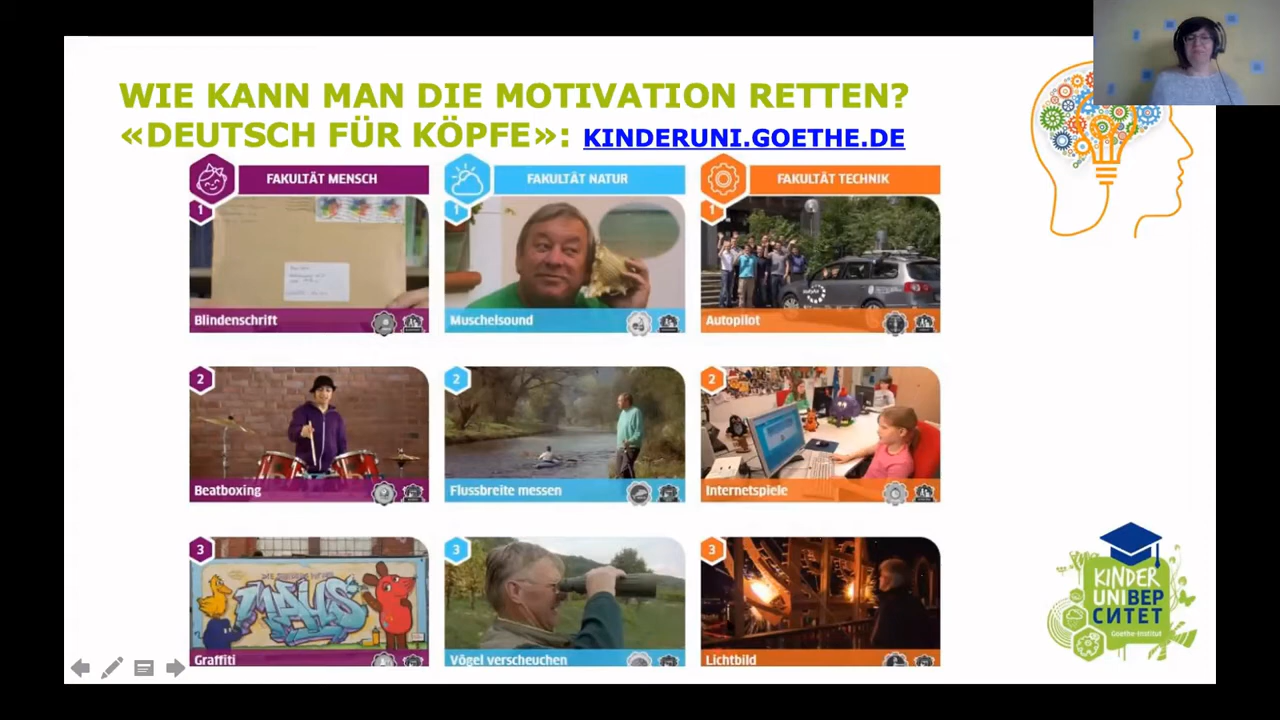 WIE KANN MAN DIE MOTIVATION RETTEN?
«DEUTSCH FÜR KÖPFE»: KINDERUNI.GOETHE.DE
FAKULTÄT MENSCH
FAKULTÄT NATUR
FAKULTÄT TECHNIK
1
1
1
Blindenschrift
Muschelsound
Autopilot
2
2
2
Beatboxing
Flussbreite messen
Internetspiele
3
3
3
MAUS
Graffiti
Vögel verscheuchen
Lichtbild
KINDER
UNIВЕР
СИТЕТ
Goethe-Institut